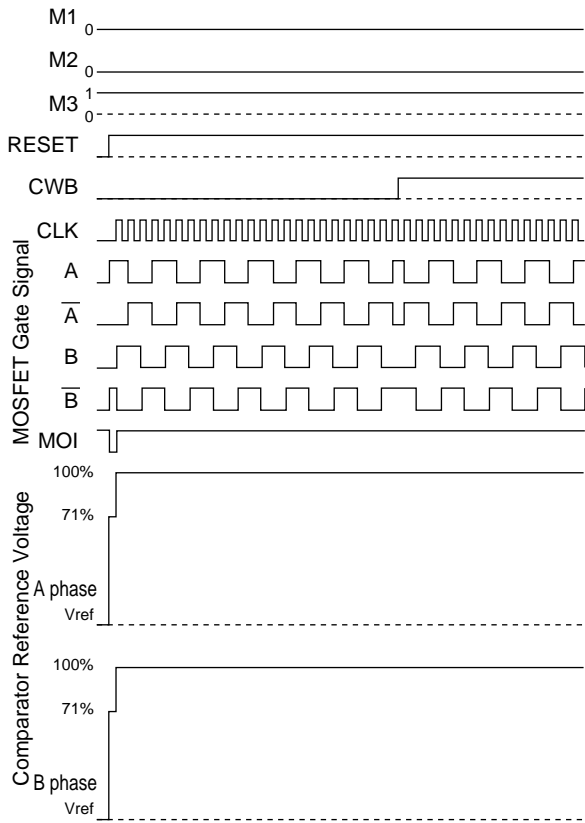 M1 0
M2 0
M3 1
0
RESET
CWB
CLK
MOSFET Gate Signal
A
A̅
B
B̅
MOI
Comparator Reference Voltage
100%
71%
A phase
Vref
100%
71%
B phase
Vref